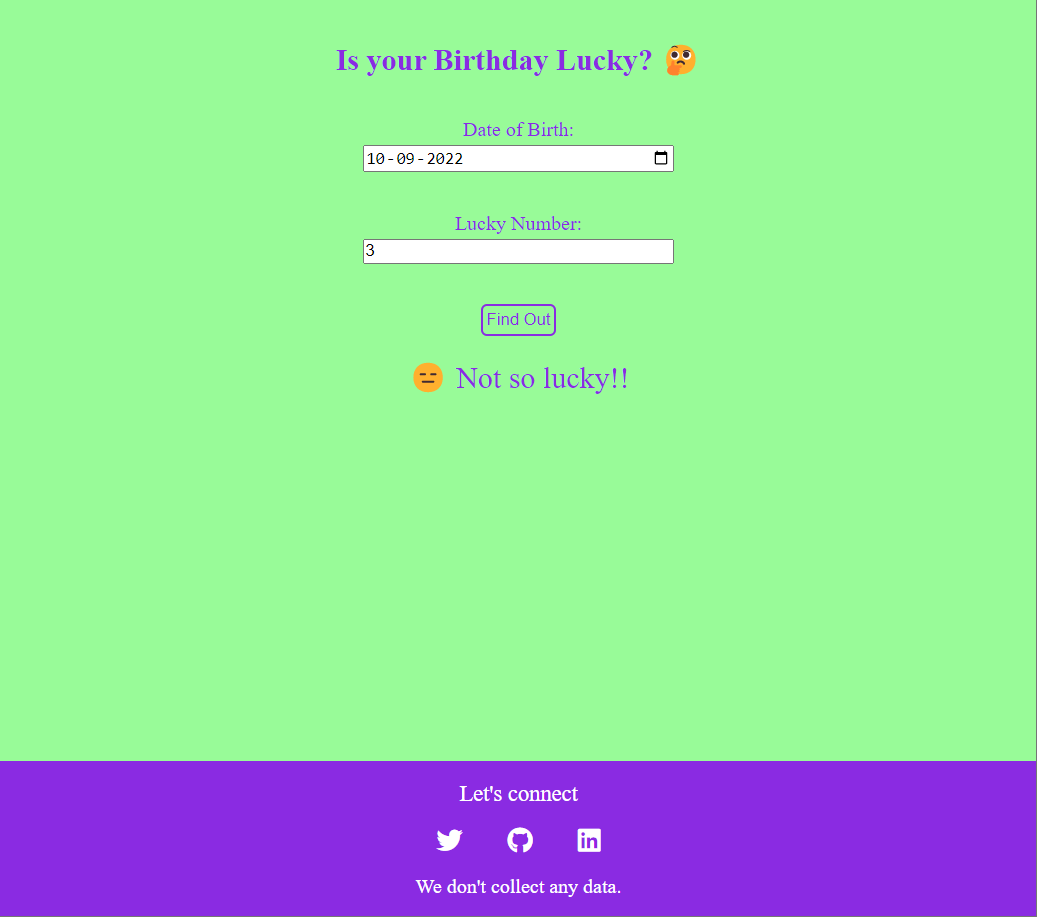 Is your Birthday Lucky? 🤔
Date of Birth:
10-09-2022
Lucky Number:
3
Find Out
😑 Not so lucky!!
Let's connect
in
We don't collect any data.